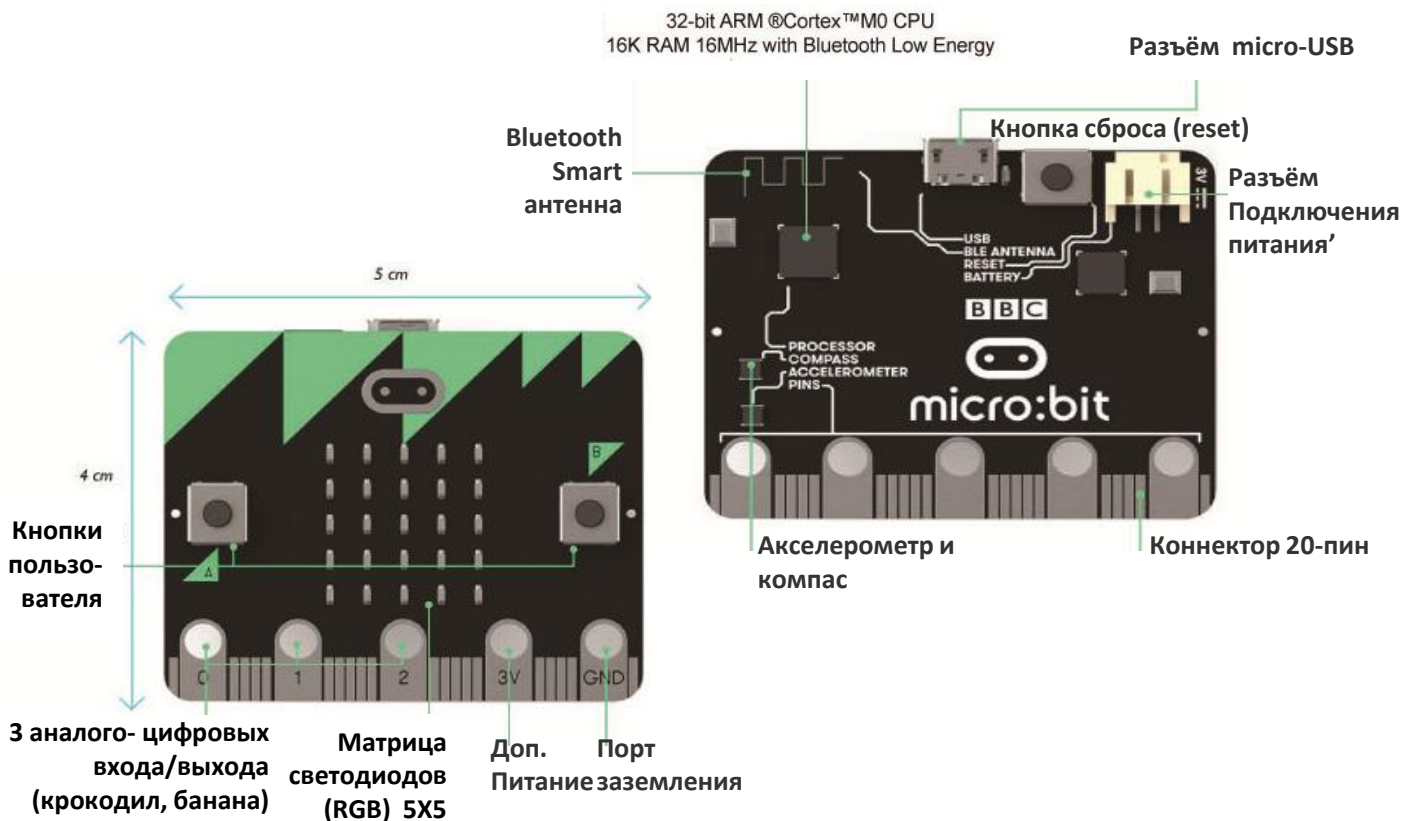 32-bit ARM ®Cortex™M0 CPU
16K RAM 16MHz with Bluetooth Low Energy
Разъём micro-USB
Кнопка сброса (reset)
Bluetooth
Smart
антенна
Разъём
Подключения
питания’
3V
USB
BLE ANTENNA
RESET
BATTERY
BBC
PROCESSOR
COMPASS
ACCELEROMETER
PINS
micro:bit
Акселерометр и
компас
Коннектор 20-пин
5 cm
4 cm
B
A
Кнопки
пользо-
вателя
0
1
2
3V
GND
3 аналого- цифровых
входа/выхода
(крокодил, банана)
Матрица
светодиодов
(RGB) 5X5
Доп.
Питание
Порт
заземления